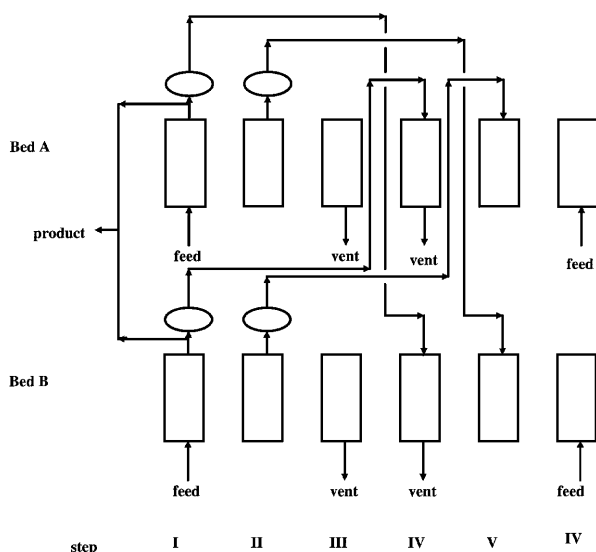 Bed A
product
feed
vent
vent
feed
Bed B
feed
vent
vent
feed
step I II III IV V IV